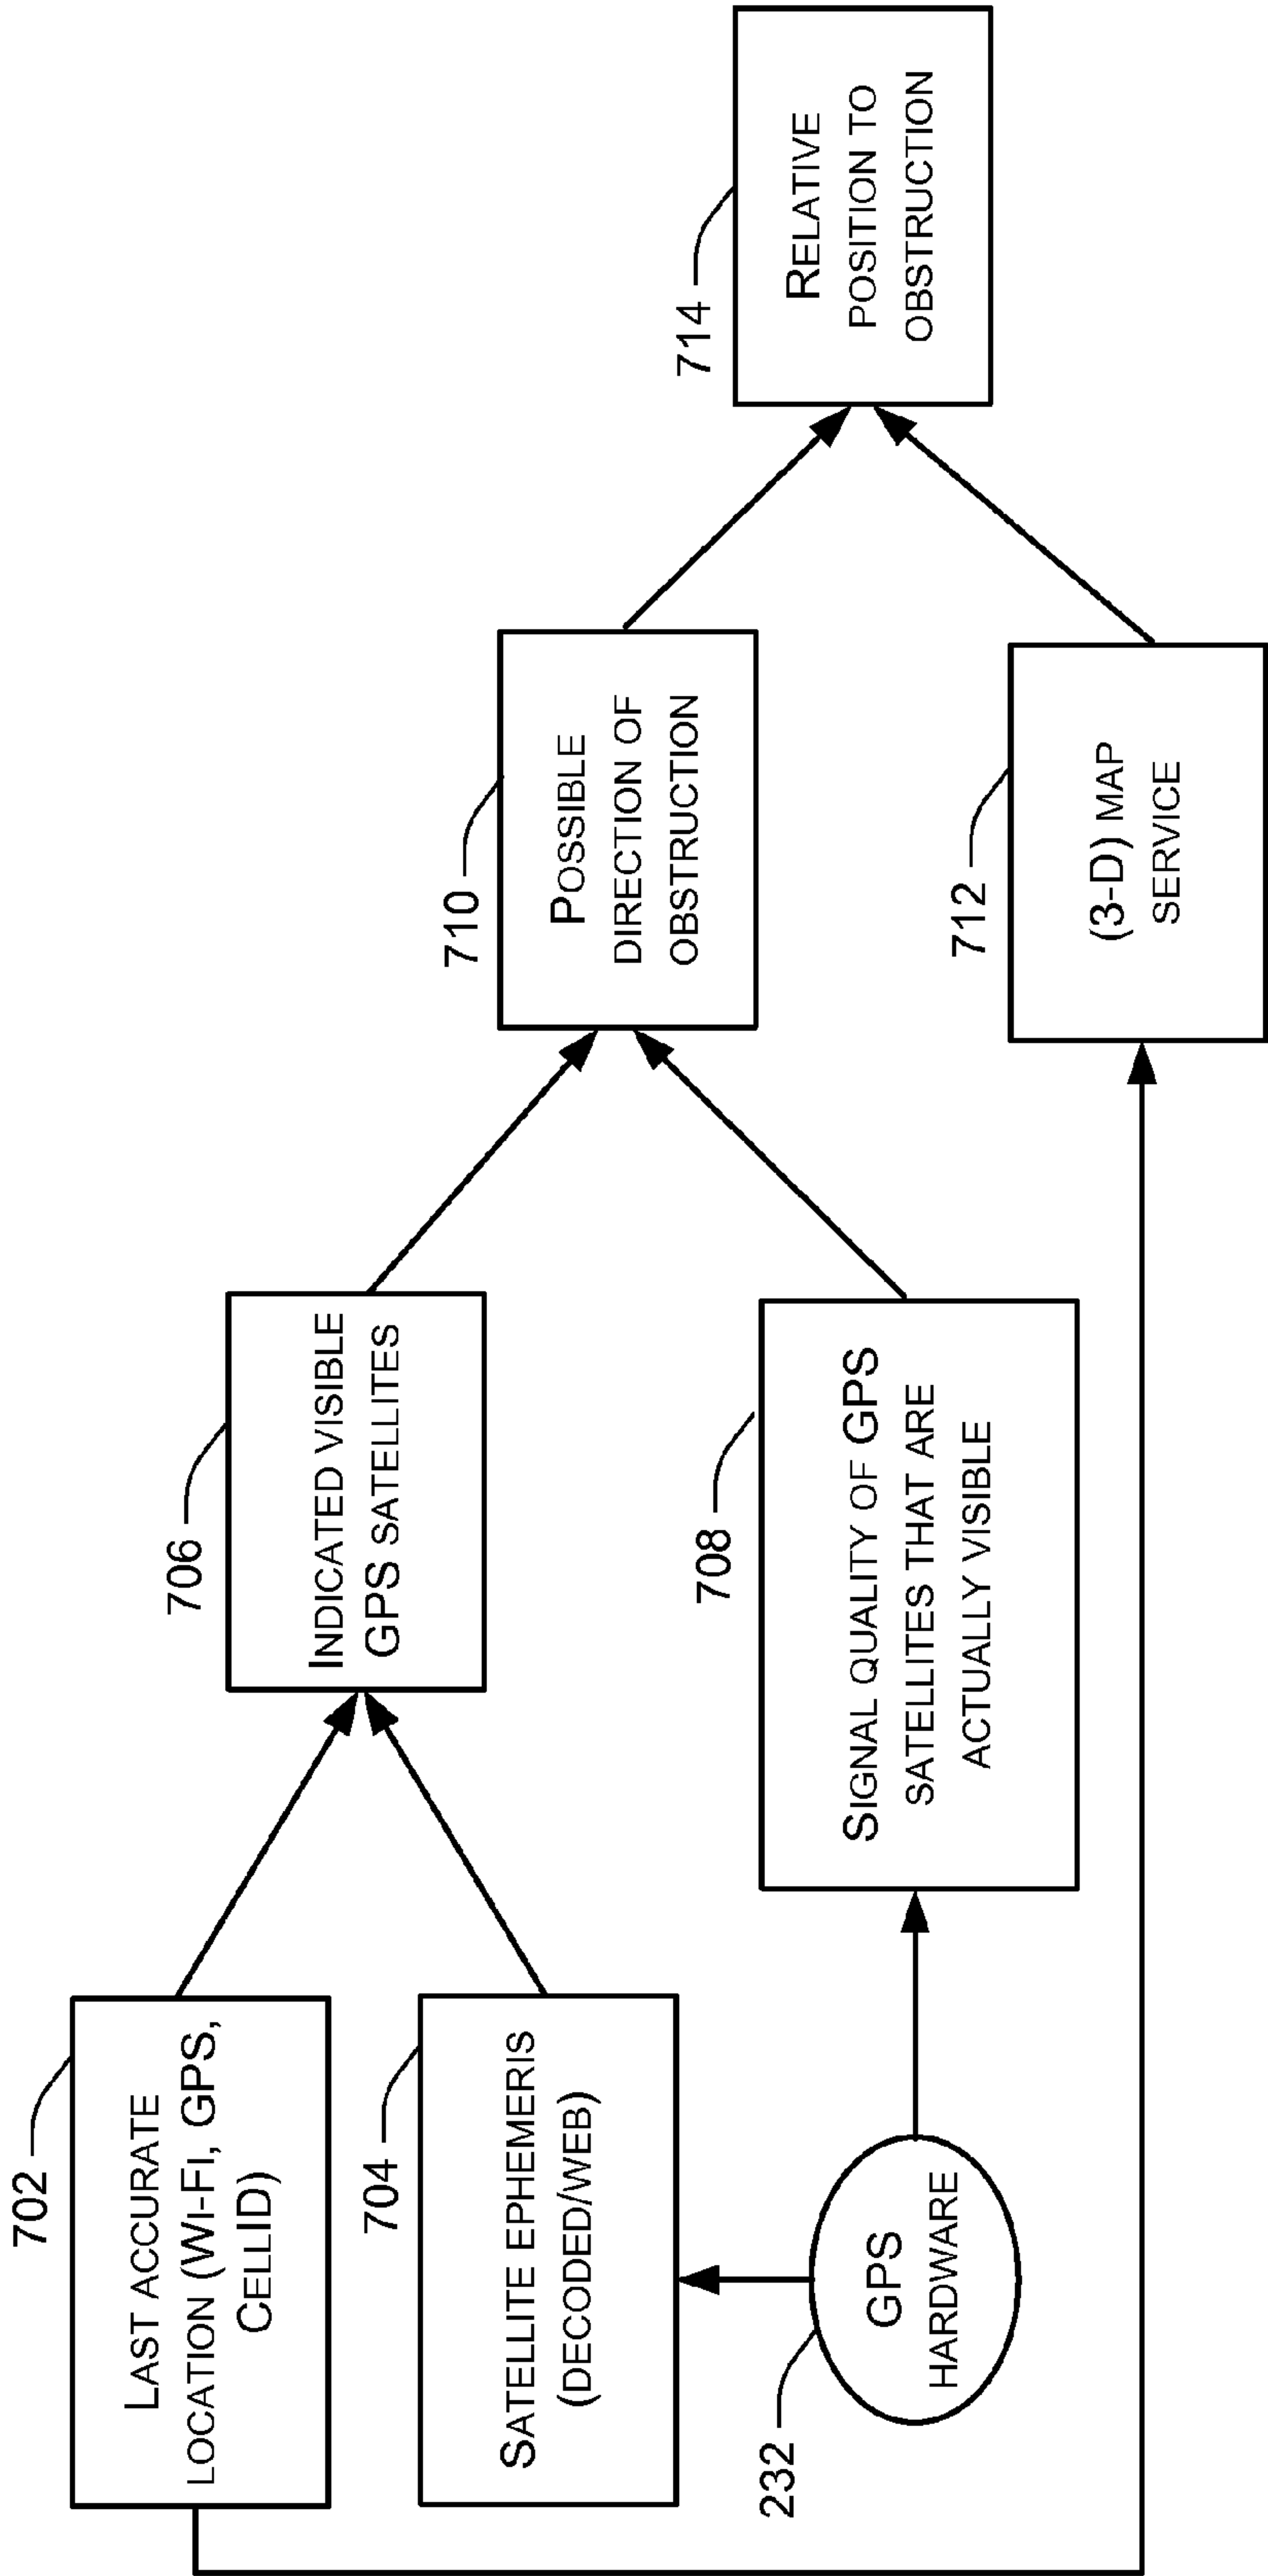 702
LAST ACCURATE
LOCATION (WI-FI, GPS,
CELLID)
704
SATELLITE EPHEMERIS
(DECODED/WEB)
232
GPS
HARDWARE
706
INDICATED VISIBLE
GPS SATELLITES
708
SIGNAL QUALITY OF GPS
SATELLITES THAT ARE
ACTUALLY VISIBLE
710
POSSIBLE
DIRECTION OF
OBSTRUCTION
712
(3-D) MAP
SERVICE
714
RELATIVE
POSITION TO
OBSTRUCTION